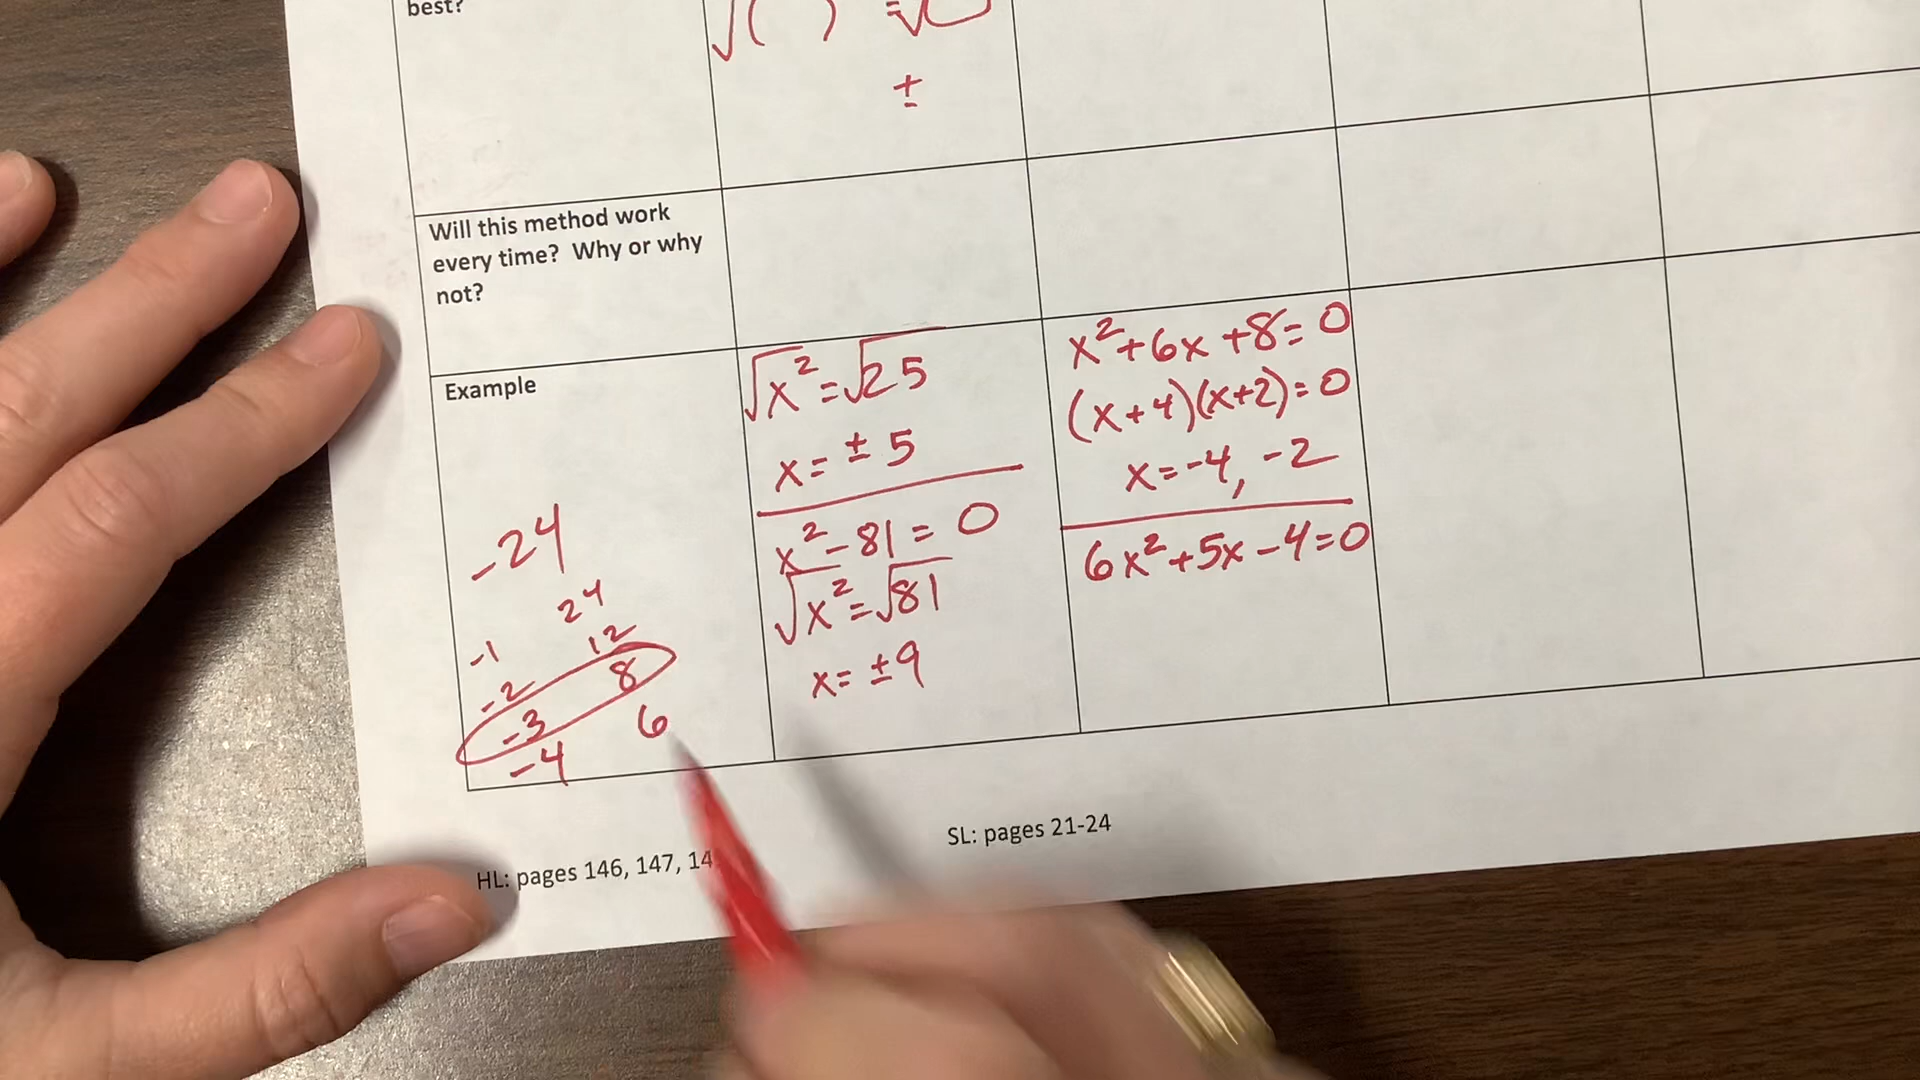 best?
√( ) = √
±
Will this method work
every time? Why or why
not?
Example
-24
-1 24
-2 12
-3 8
-4 6
√x² = √25
x = ± 5
x² - 81 = 0
√x² = √81
x = ±9
x² + 6x + 8 = 0
(x + 4)(x + 2) = 0
x = -4, -2
6x² + 5x - 4 = 0
HL: pages 146, 147, 14
SL: pages 21-24